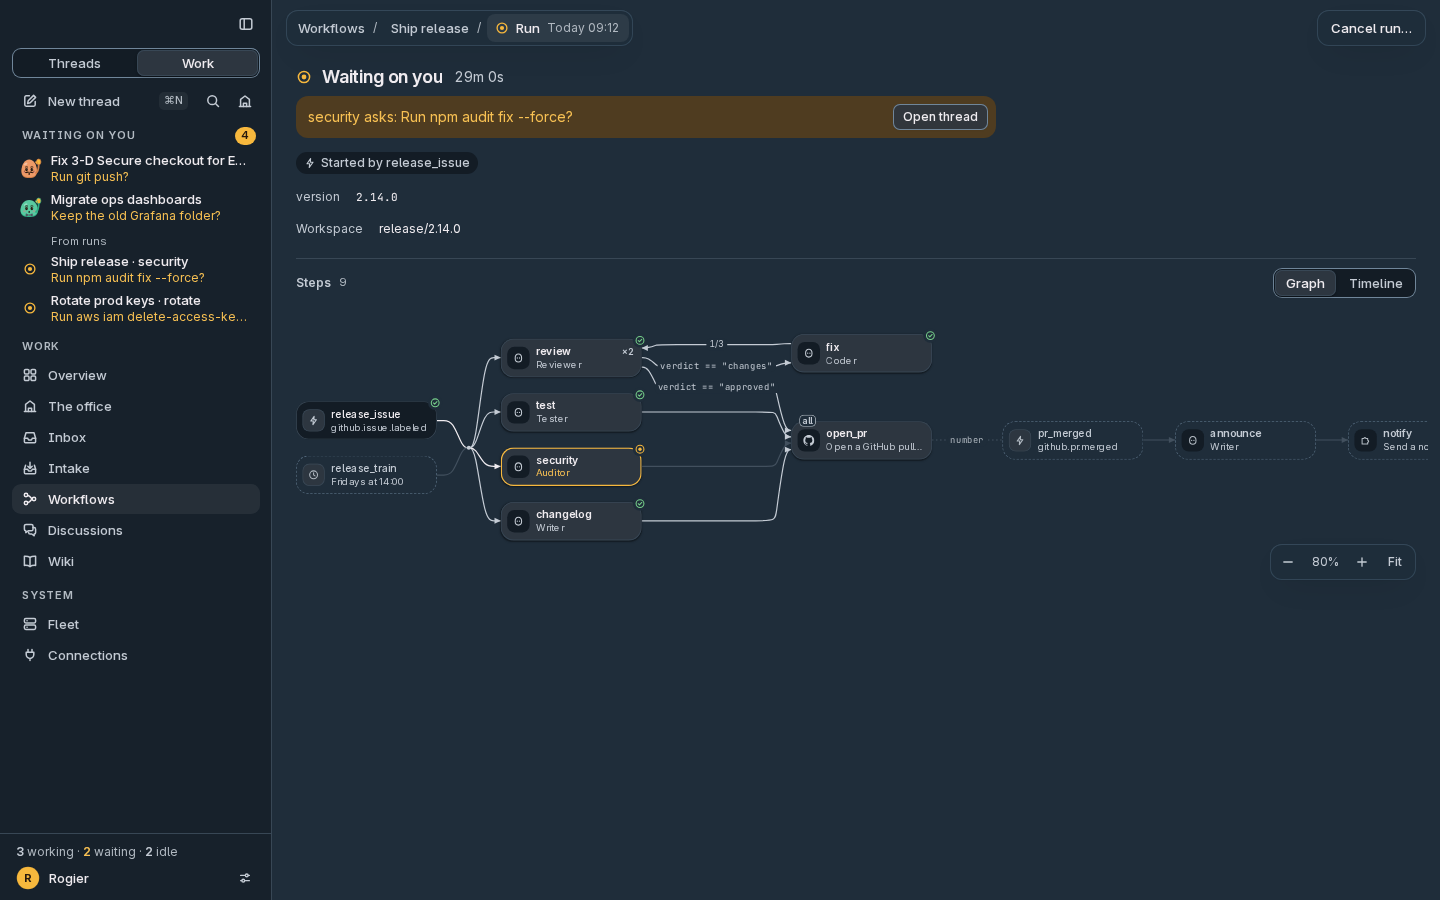 Threads
Work
New thread
⌘N
WAITING ON YOU
4
Fix 3-D Secure checkout for E…
Run git push?
Migrate ops dashboards
Keep the old Grafana folder?
From runs
Ship release · security
Run npm audit fix --force?
Rotate prod keys · rotate
Run aws iam delete-access-ke…
WORK
Overview
The office
Inbox
Intake
Workflows
Discussions
Wiki
SYSTEM
Fleet
Connections
3 working · 2 waiting · 2 idle
R
Rogier
Workflows / Ship release / Run Today 09:12
Cancel run…
Waiting on you 29m 0s
security asks: Run npm audit fix --force?
Open thread
Started by release_issue
version 2.14.0
Workspace release/2.14.0
Steps 9
Graph
Timeline
release_issue
github.issue.labeled
release_train
Fridays at 14:00
review
×2
Reviewer
test
Tester
security
Auditor
changelog
Writer
1/3
verdict == "changes"
verdict == "approved"
fix
Coder
all
open_pr
Open a GitHub pull…
number
pr_merged
github.pr.merged
announce
Writer
notify
Send a no
80%
Fit